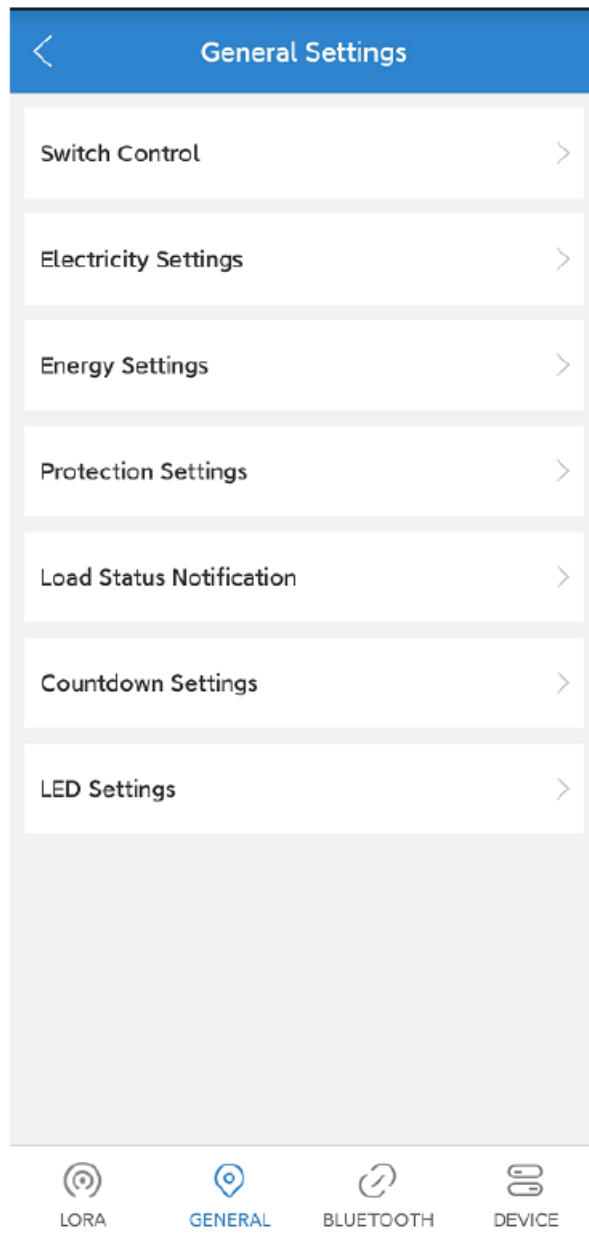 General Settings
Switch Control
Electricity Settings
Energy Settings
Protection Settings
Load Status Notification
Countdown Settings
LED Settings
LORA GENERAL BLUETOOTH DEVICE